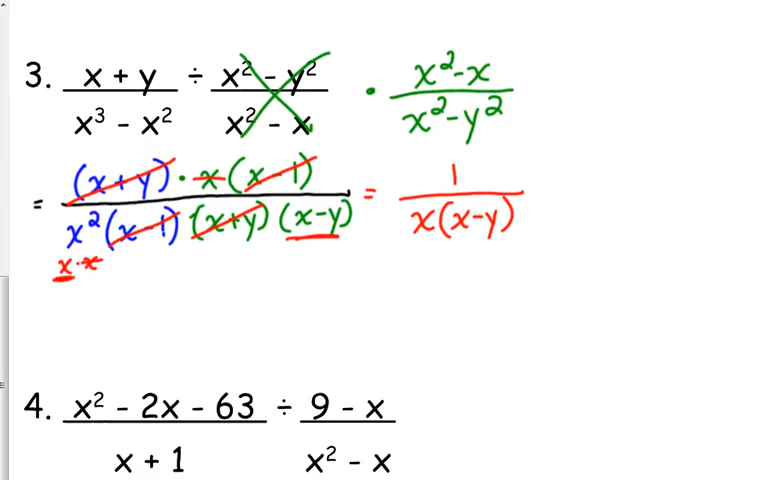 3. x + y / x³ - x² ÷ x² - y² / x² - x · x² - x / x² - y²
= (x + y) · x (x - 1) / x² (x - 1) (x + y) (x - y) = 1 / x (x - y)
x · x
4. x² - 2x - 63 / x + 1 ÷ 9 - x / x² - x